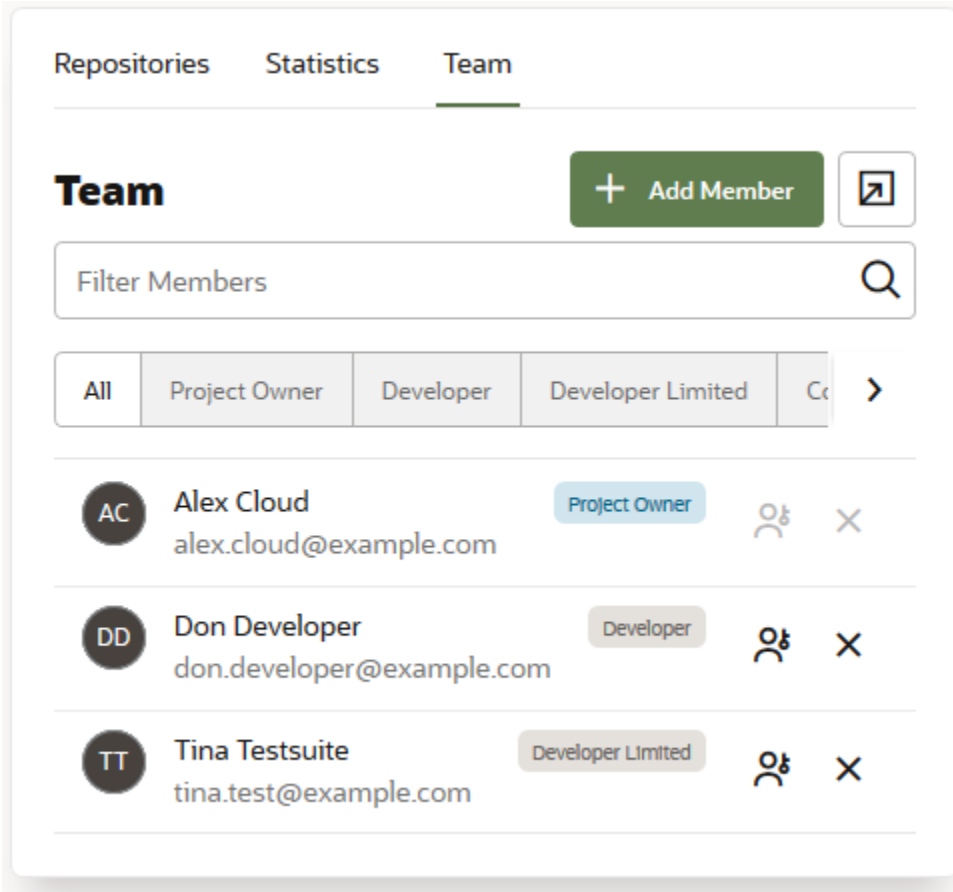 Repositories Statistics Team
Team
+ Add Member
Filter Members
All Project Owner Developer Developer Limited
AC Alex Cloud Project Owner
alex.cloud@example.com
DD Don Developer Developer
don.developer@example.com
TT Tina Testsuite Developer Limited
tina.test@example.com